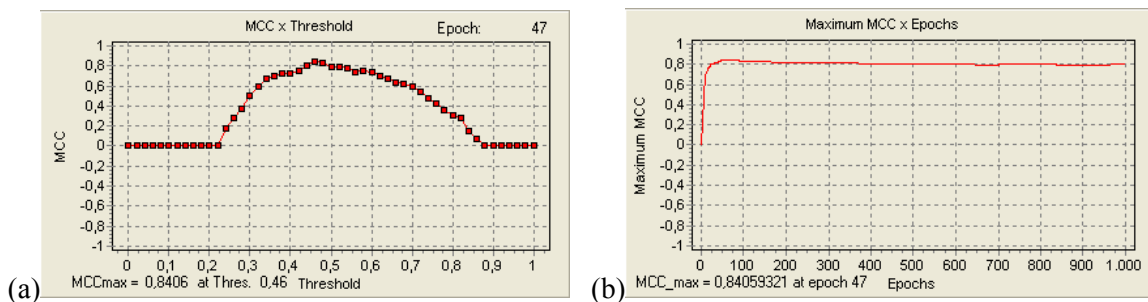 MCC x Threshold
Epoch: 47
1
0,8
0,6
0,4
0,2
0
-0,2
-0,4
-0,6
-0,8
-1
MCC
0 0,1 0,2 0,3 0,4 0,5 0,6 0,7 0,8 0,9 1
MCCmax = 0,8406 at Thres. 0,46 Threshold
(a)
Maximum MCC x Epochs
1
0,8
0,6
0,4
0,2
0
-0,2
-0,4
-0,6
-0,8
-1
Maximum MCC
0 100 200 300 400 500 600 700 800 900 1.000
MCC_max = 0,84059321 at epoch 47 Epochs
(b)